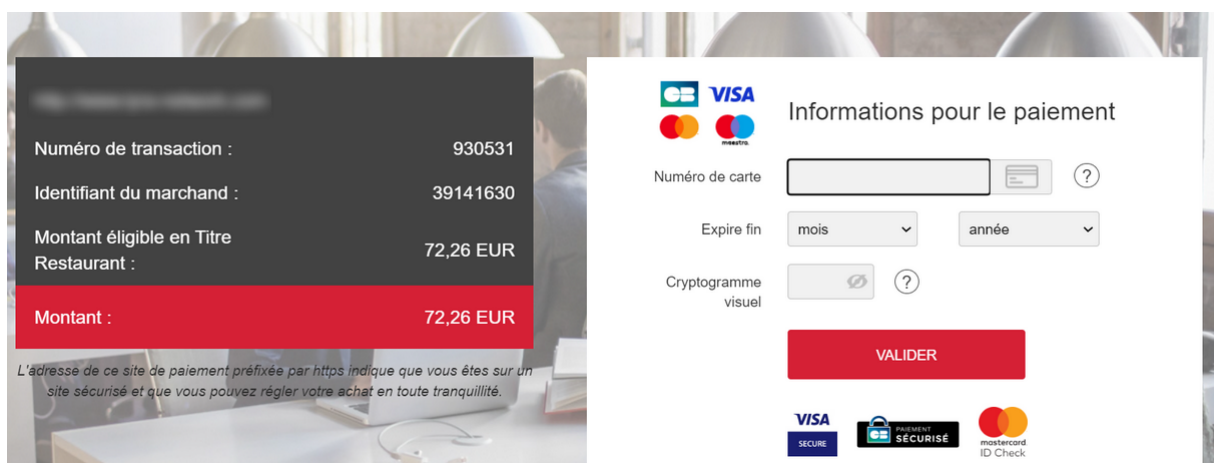 Numéro de transaction : 930531
Identifiant du marchand : 39141630
Montant éligible en Titre
Restaurant : 72,26 EUR
Montant : 72,26 EUR
L'adresse de ce site de paiement préfixée par https indique que vous êtes sur un
site sécurisé et que vous pouvez régler votre achat en toute tranquillité.
CB VISA
maestro
Informations pour le paiement
Numéro de carte ?
Expire fin mois année
Cryptogramme
visuel ?
VALIDER
VISA
SECURE
CB PAIEMENT
SÉCURISÉ
mastercard
ID Check